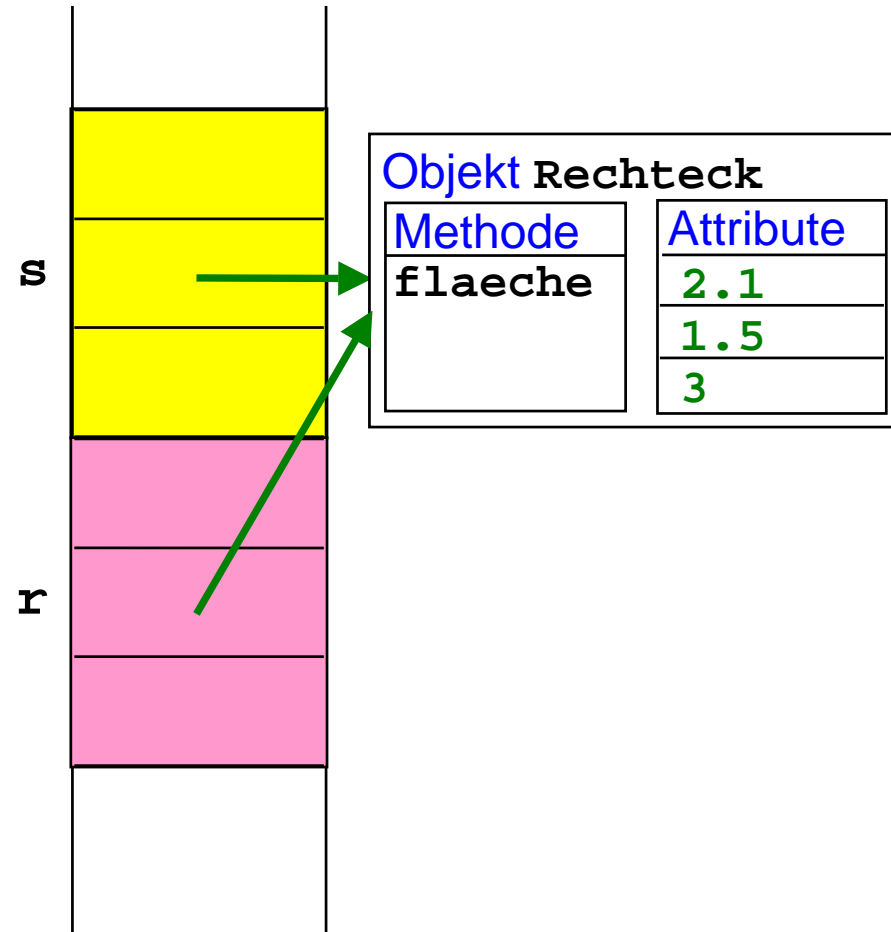 Objekt Rechteck
Methode
Attribute
s
flaeche
2.1
1.5
3
r